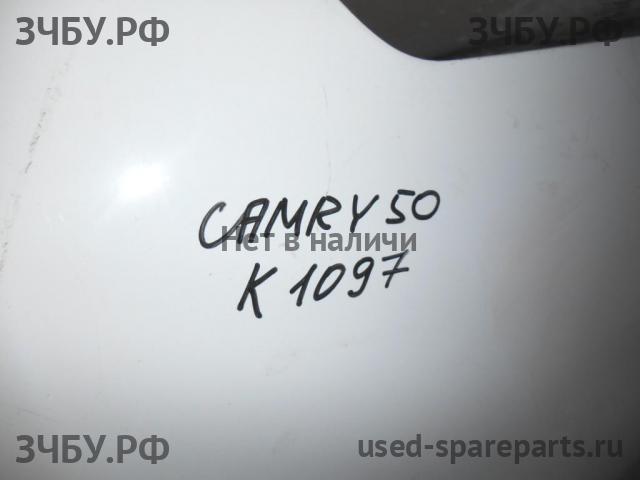 ЗЧБУ.РФ
ЗЧБУ.РФ
CAMRY 50
Нет в наличи
K 1097
ЗЧБУ.РФ
used-spareparts.ru